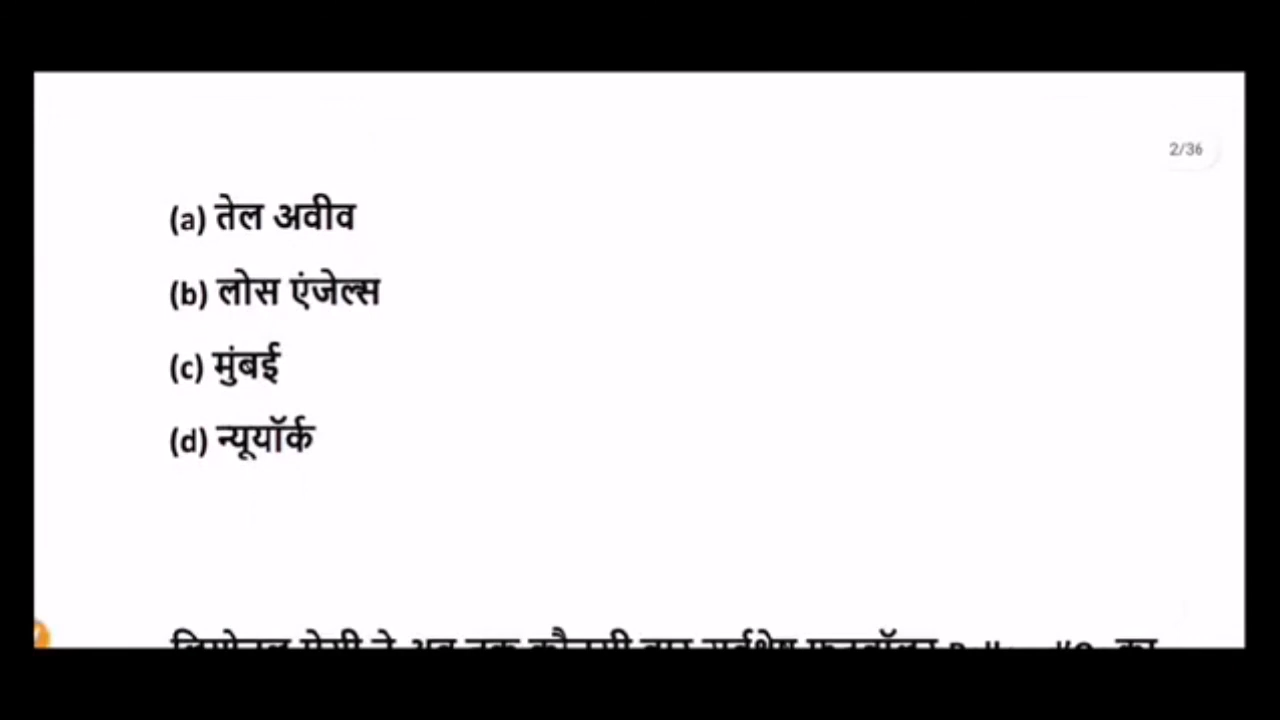 2/36
(a) तेल अवीव
(b) लोस एंजेल्स
(c) मुंबई
(d) न्यूयॉर्क